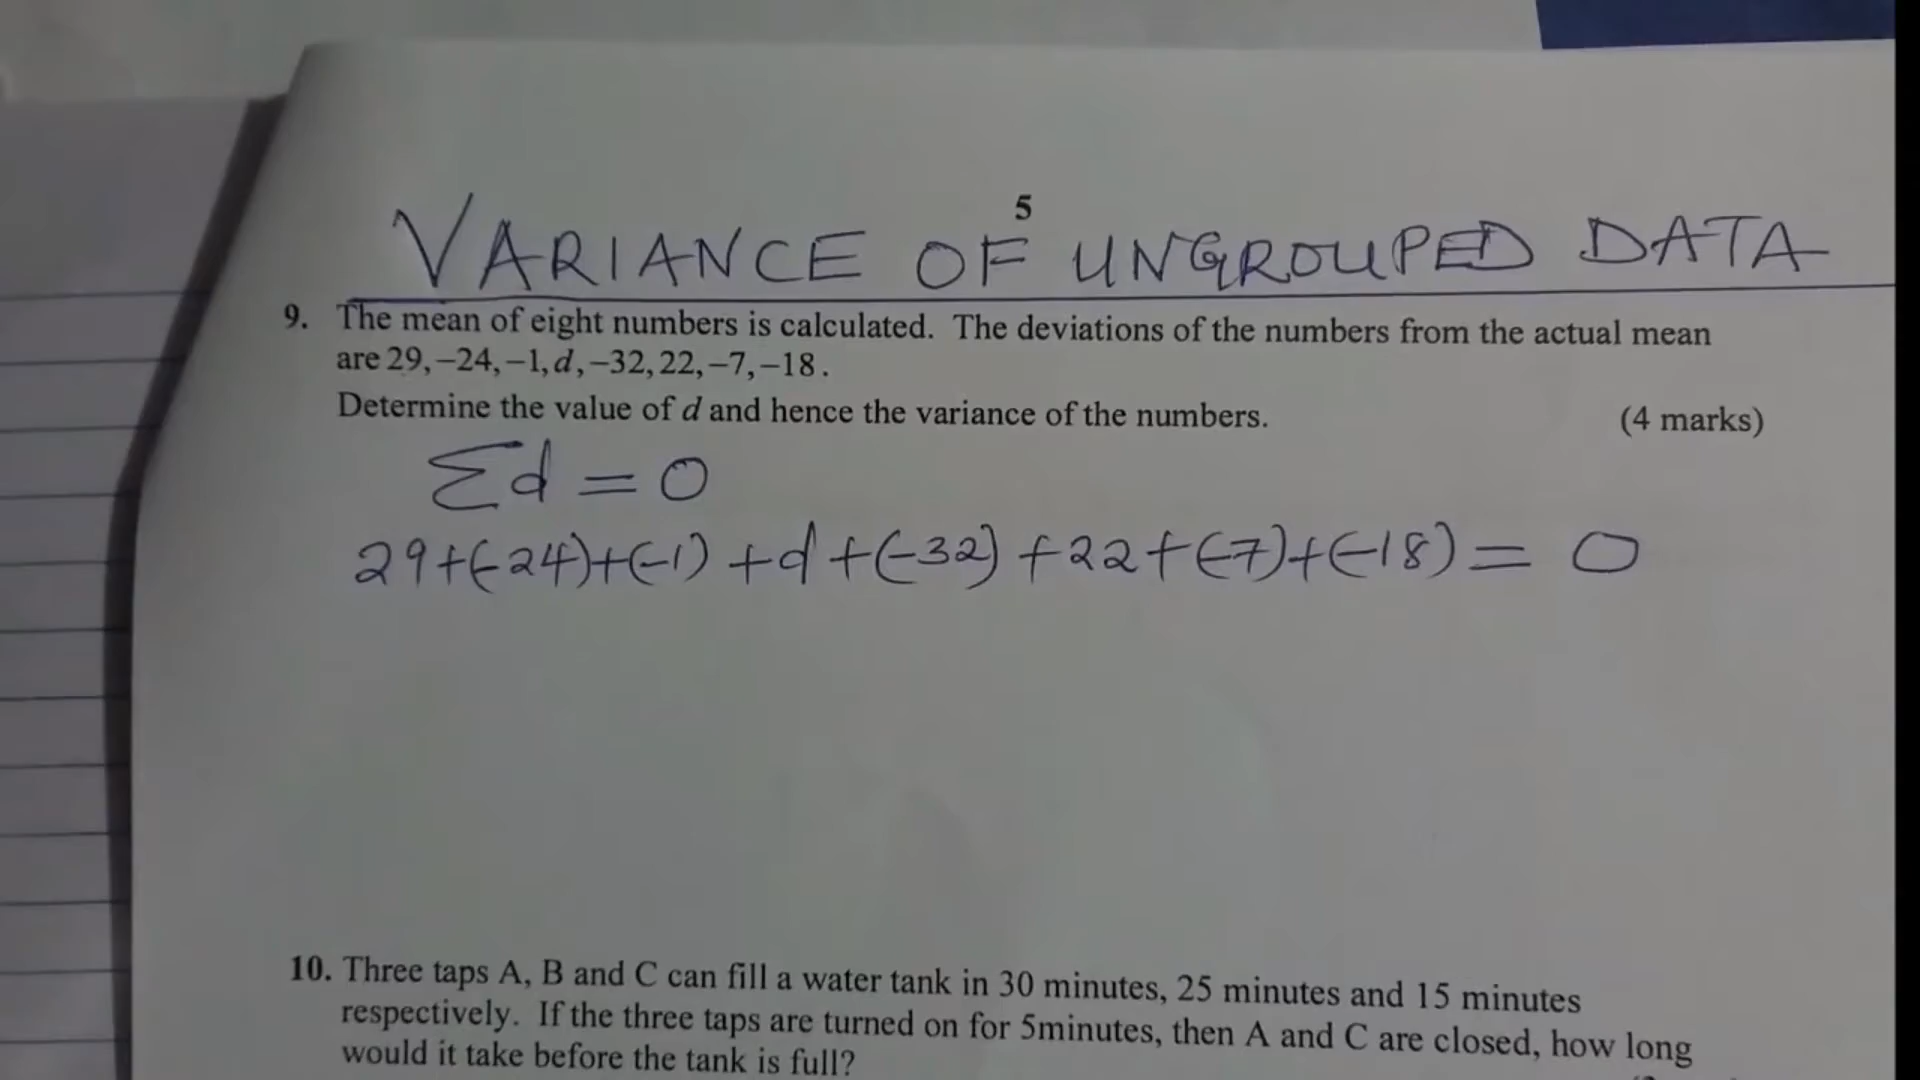 5
VARIANCE OF UNGROUPED DATA
9. The mean of eight numbers is calculated. The deviations of the numbers from the actual mean
are 29, –24, –1, d, –32, 22, –7, –18.
Determine the value of d and hence the variance of the numbers. (4 marks)
Σd = 0
29+(-24)+(-1) +d+(-32) +22+(-7)+(-18) = 0
10. Three taps A, B and C can fill a water tank in 30 minutes, 25 minutes and 15 minutes
respectively. If the three taps are turned on for 5minutes, then A and C are closed, how long
would it take before the tank is full?